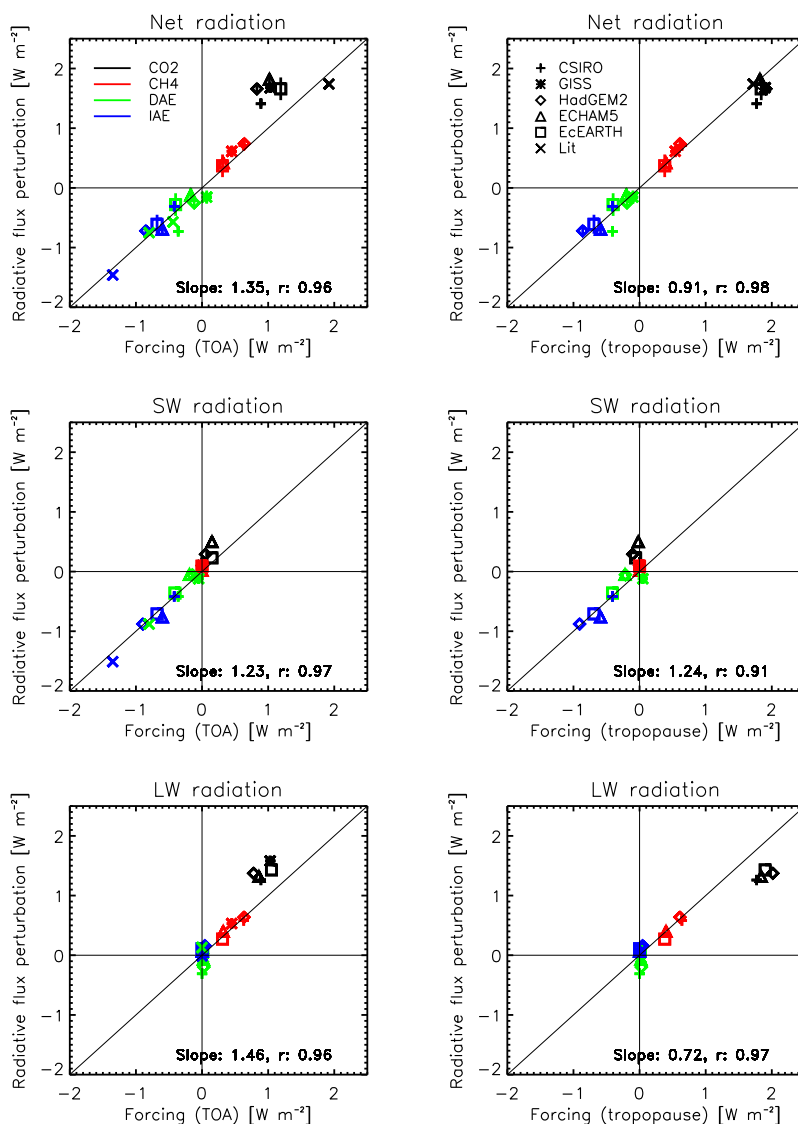 Net radiation
Radiative flux perturbation [W m⁻²]
2
1
0
−1
−2
CO2
CH4
DAE
IAE
Slope: 1.35, r: 0.96
−2 −1 0 1 2
Forcing (TOA) [W m⁻²]
Net radiation
Radiative flux perturbation [W m⁻²]
2
1
0
−1
−2
CSIRO
GISS
HadGEM2
ECHAM5
EcEARTH
Lit
Slope: 0.91, r: 0.98
−2 −1 0 1 2
Forcing (tropopause) [W m⁻²]
SW radiation
Radiative flux perturbation [W m⁻²]
2
1
0
−1
−2
Slope: 1.23, r: 0.97
−2 −1 0 1 2
Forcing (TOA) [W m⁻²]
SW radiation
Radiative flux perturbation [W m⁻²]
2
1
0
−1
−2
Slope: 1.24, r: 0.91
−2 −1 0 1 2
Forcing (tropopause) [W m⁻²]
LW radiation
Radiative flux perturbation [W m⁻²]
2
1
0
−1
−2
Slope: 1.46, r: 0.96
−2 −1 0 1 2
Forcing (TOA) [W m⁻²]
LW radiation
Radiative flux perturbation [W m⁻²]
2
1
0
−1
−2
Slope: 0.72, r: 0.97
−2 −1 0 1 2
Forcing (tropopause) [W m⁻²]